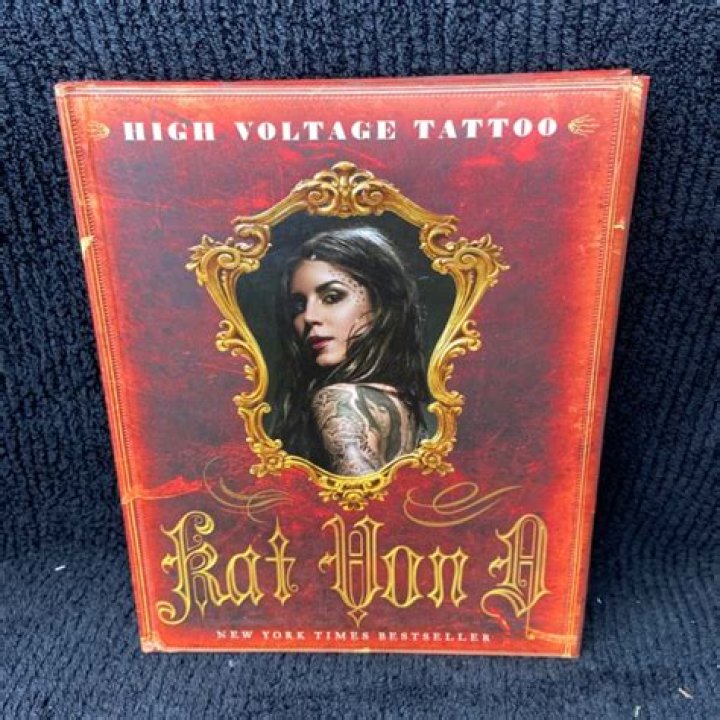 HIGH VOLTAGE TATTOO
Kat Von D
NEW YORK TIMES BESTSELLER